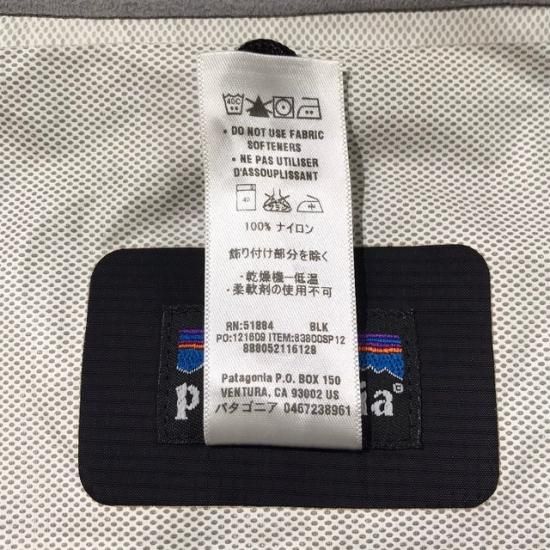 40C
• DO NOT USE FABRIC
SOFTENERS
• NE PAS UTILISER
D'ASSOUPLISSANT
40
100% ナイロン
飾り付け部分を除く
・乾燥機ー低温
・柔軟剤の使用不可
RN:51884 BLK
PO:121609 ITEM:83800SP12
888052116128
Patagonia P.O. BOX 150
VENTURA, CA 93002 US
パタゴニア 0467238961
p ia®